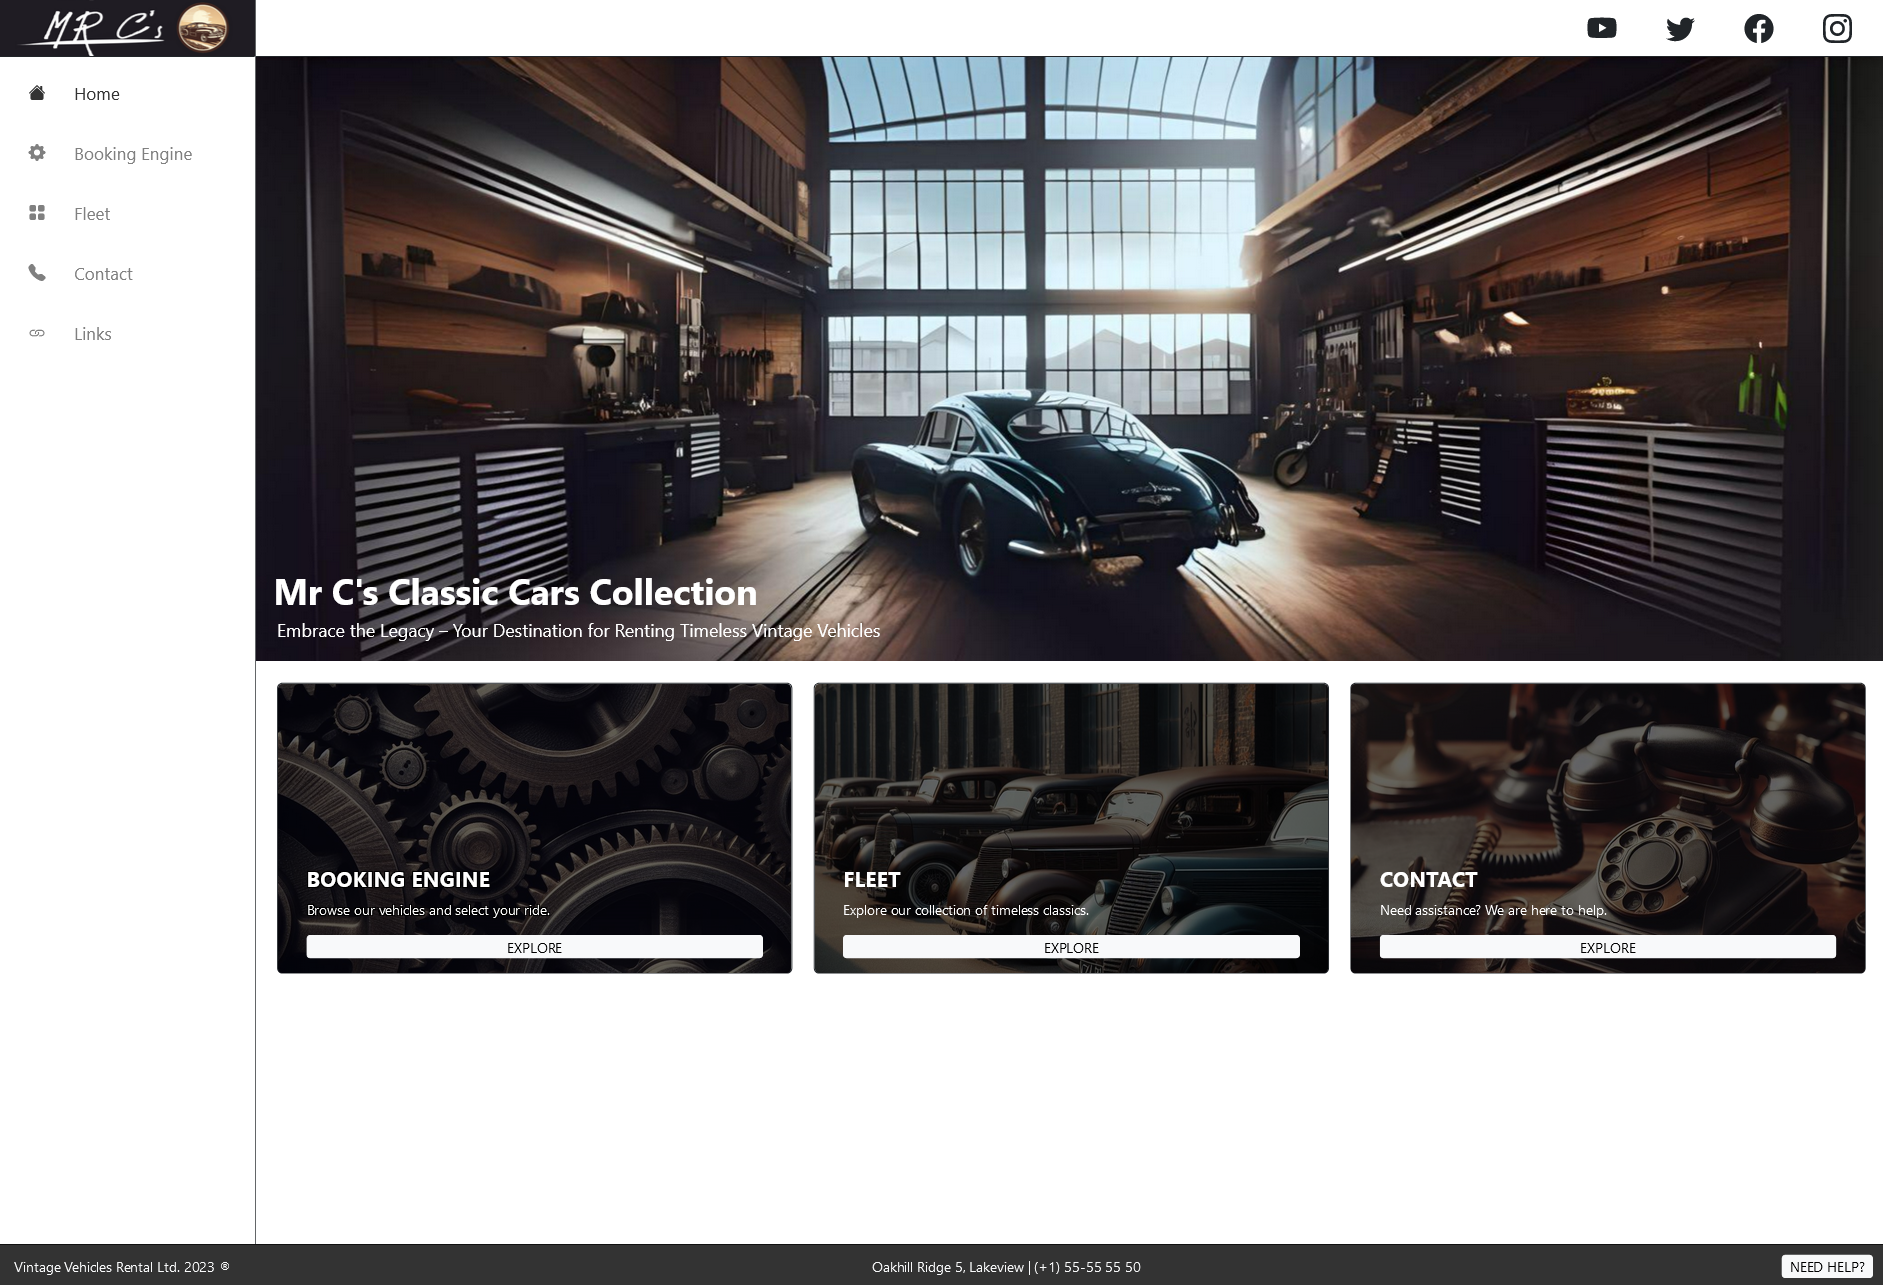 MR C's
Home
Booking Engine
Fleet
Contact
Links
Mr C's Classic Cars Collection
Embrace the Legacy – Your Destination for Renting Timeless Vintage Vehicles
BOOKING ENGINE
Browse our vehicles and select your ride.
EXPLORE
FLEET
Explore our collection of timeless classics.
EXPLORE
CONTACT
Need assistance? We are here to help.
EXPLORE
Vintage Vehicles Rental Ltd. 2023 ®
Oakhill Ridge 5, Lakeview | (+1) 55-55 55 50
NEED HELP?